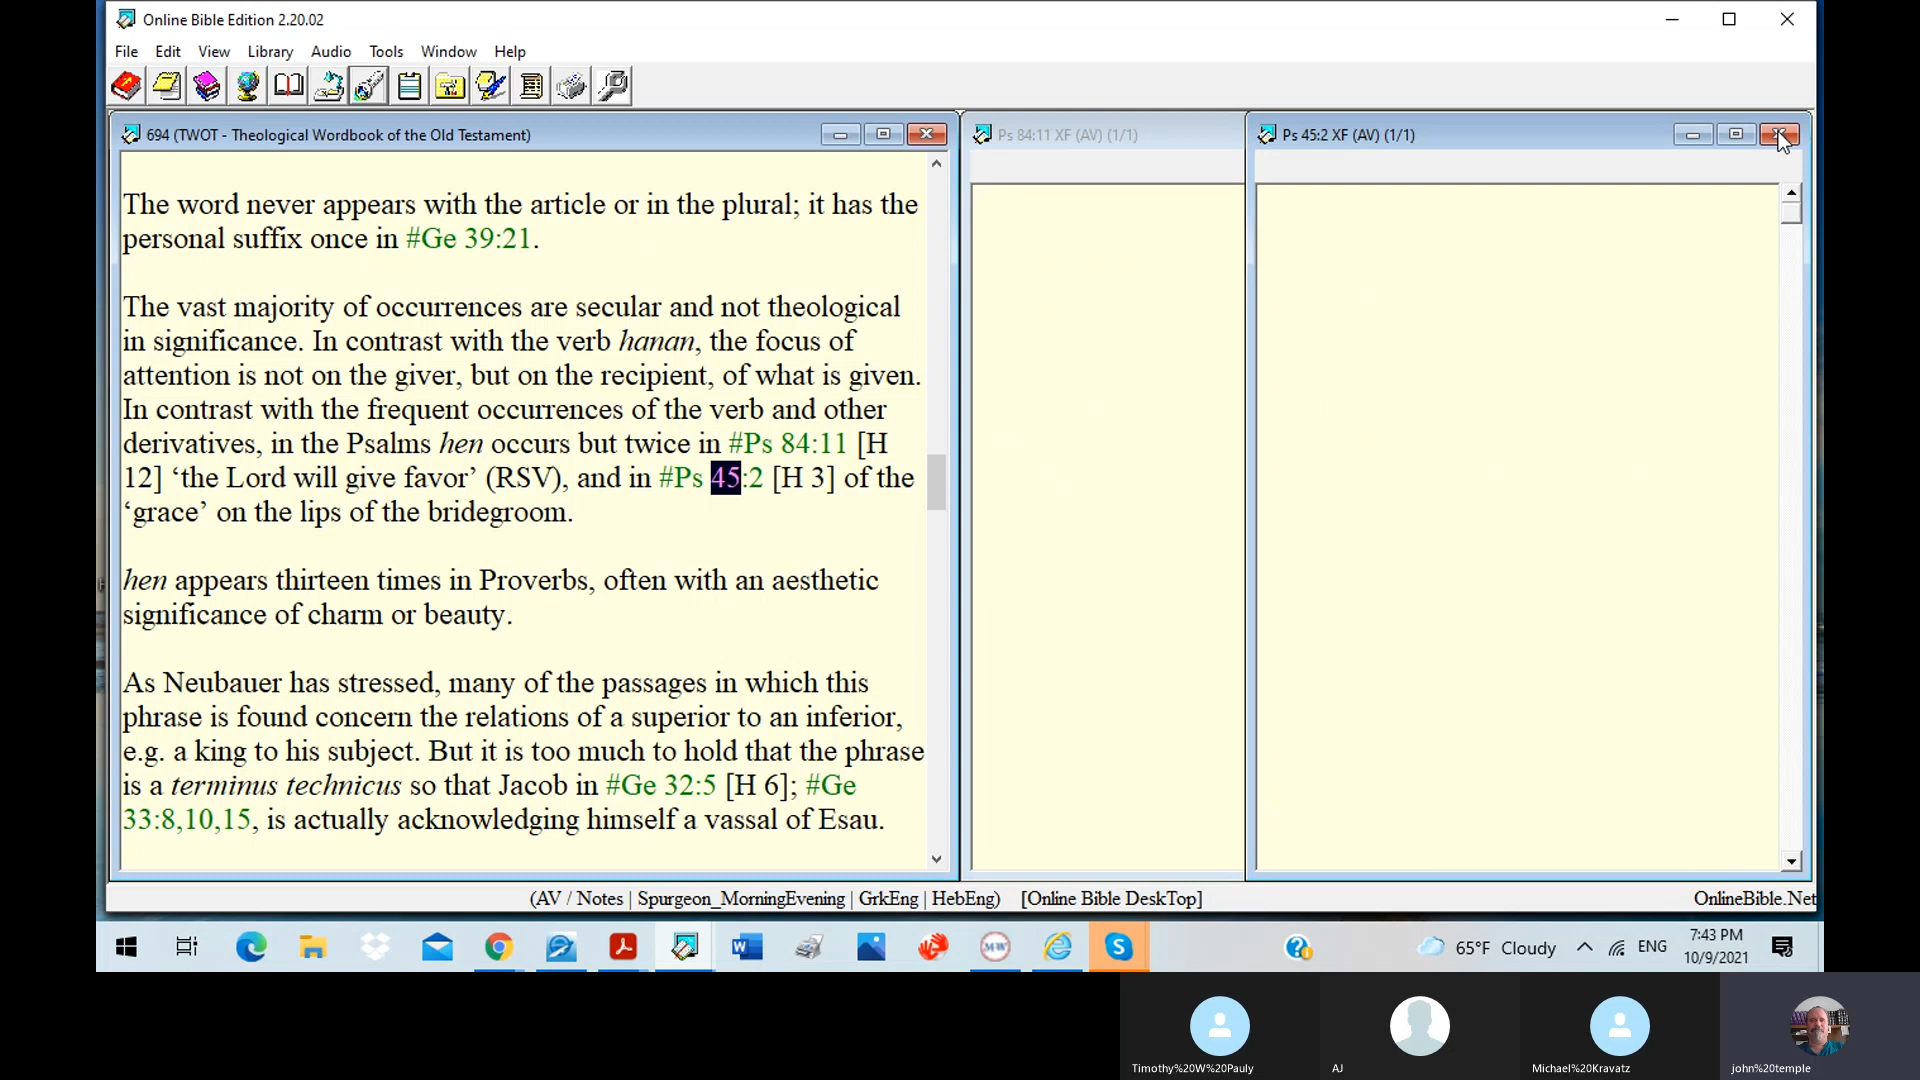 Online Bible Edition 2.20.02
File Edit View Library Audio Tools Window Help
694 (TWOT - Theological Wordbook of the Old Testament)
Ps 84:11 XF (AV) (1/1)
Ps 45:2 XF (AV) (1/1)
The word never appears with the article or in the plural; it has the
personal suffix once in #Ge 39:21.
The vast majority of occurrences are secular and not theological
in significance. In contrast with the verb hanan, the focus of
attention is not on the giver, but on the recipient, of what is given.
In contrast with the frequent occurrences of the verb and other
derivatives, in the Psalms hen occurs but twice in #Ps 84:11 [H
12] ‘the Lord will give favor’ (RSV), and in #Ps 45:2 [H 3] of the
‘grace’ on the lips of the bridegroom.
hen appears thirteen times in Proverbs, often with an aesthetic
significance of charm or beauty.
As Neubauer has stressed, many of the passages in which this
phrase is found concern the relations of a superior to an inferior,
e.g. a king to his subject. But it is too much to hold that the phrase
is a terminus technicus so that Jacob in #Ge 32:5 [H 6]; #Ge
33:8,10,15, is actually acknowledging himself a vassal of Esau.
(AV / Notes | Spurgeon_MorningEvening | GrkEng | HebEng) [Online Bible DeskTop]
OnlineBible.Net
65°F Cloudy
ENG
7:43 PM
10/9/2021
Timothy%20W%20Pauly
AJ
Michael%20Kravatz
john%20temple